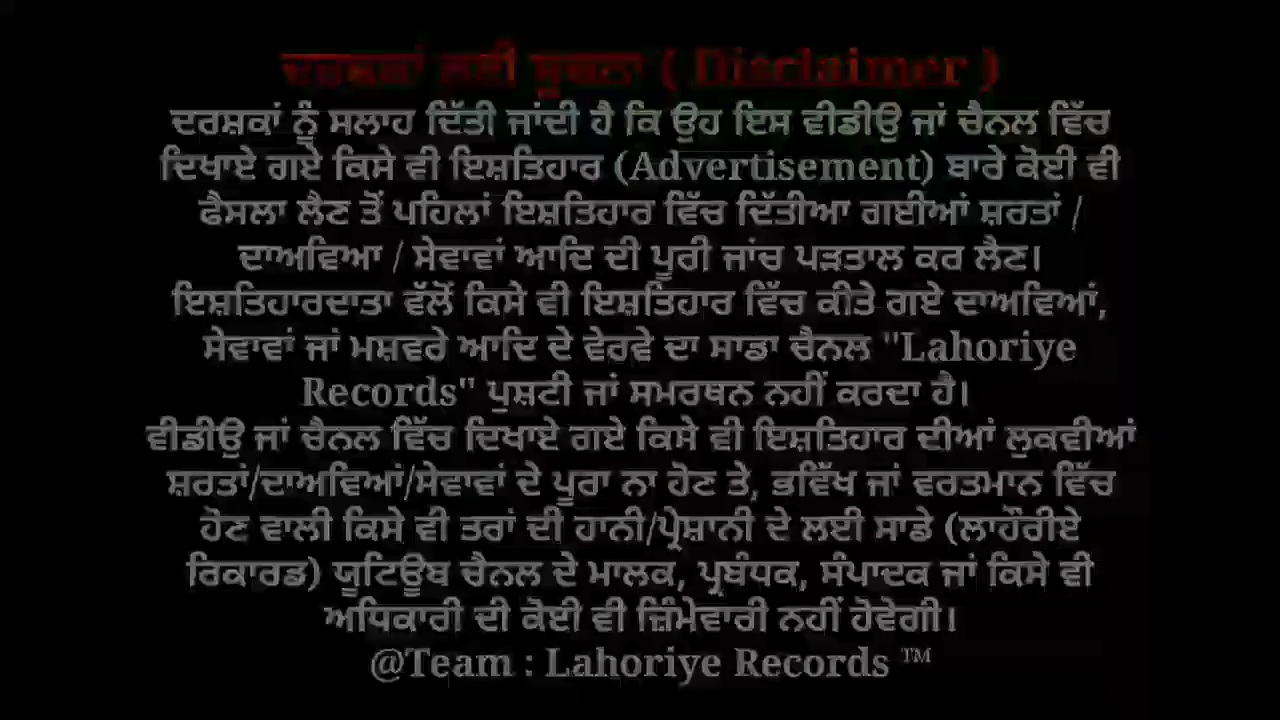 ਦਰਸ਼ਕਾਂ ਲਈ ਸੂਚਨਾ ( Disclaimer )
ਦਰਸ਼ਕਾਂ ਨੂੰ ਸਲਾਹ ਦਿੱਤੀ ਜਾਂਦੀ ਹੈ ਕਿ ਉਹ ਇਸ ਵੀਡੀਉ ਜਾਂ ਚੈਨਲ ਵਿੱਚ
ਦਿਖਾਏ ਗਏ ਕਿਸੇ ਵੀ ਇਸ਼ਤਿਹਾਰ (Advertisement) ਬਾਰੇ ਕੋਈ ਵੀ
ਫੈਸਲਾ ਲੈਣ ਤੋਂ ਪਹਿਲਾਂ ਇਸ਼ਤਿਹਾਰ ਵਿੱਚ ਦਿੱਤੀਆ ਗਈਆਂ ਸ਼ਰਤਾਂ /
ਦਾਅਵਿਆ / ਸੇਵਾਵਾਂ ਆਦਿ ਦੀ ਪੂਰੀ ਜਾਂਚ ਪੜਤਾਲ ਕਰ ਲੈਣ।
ਇਸ਼ਤਿਹਾਰਦਾਤਾ ਵੱਲੋਂ ਕਿਸੇ ਵੀ ਇਸ਼ਤਿਹਾਰ ਵਿੱਚ ਕੀਤੇ ਗਏ ਦਾਅਵਿਆਂ,
ਸੇਵਾਵਾਂ ਜਾਂ ਮਸ਼ਵਰੇ ਆਦਿ ਦੇ ਵੇਰਵੇ ਦਾ ਸਾਡਾ ਚੈਨਲ "Lahoriye
Records" ਪੁਸ਼ਟੀ ਜਾਂ ਸਮਰਥਨ ਨਹੀਂ ਕਰਦਾ ਹੈ।
ਵੀਡੀਉ ਜਾਂ ਚੈਨਲ ਵਿੱਚ ਦਿਖਾਏ ਗਏ ਕਿਸੇ ਵੀ ਇਸ਼ਤਿਹਾਰ ਦੀਆਂ ਲੁਕਵੀਆਂ
ਸ਼ਰਤਾਂ/ਦਾਅਵਿਆਂ/ਸੇਵਾਵਾਂ ਦੇ ਪੂਰਾ ਨਾ ਹੋਣ ਤੇ, ਭਵਿੱਖ ਜਾਂ ਵਰਤਮਾਨ ਵਿੱਚ
ਹੋਣ ਵਾਲੀ ਕਿਸੇ ਵੀ ਤਰਾਂ ਦੀ ਹਾਨੀ/ਪ੍ਰੇਸ਼ਾਨੀ ਦੇ ਲਈ ਸਾਡੇ (ਲਾਹੌਰੀਏ
ਰਿਕਾਰਡ) ਯੂਟਿਊਬ ਚੈਨਲ ਦੇ ਮਾਲਕ, ਪ੍ਰਬੰਧਕ, ਸੰਪਾਦਕ ਜਾਂ ਕਿਸੇ ਵੀ
ਅਧਿਕਾਰੀ ਦੀ ਕੋਈ ਵੀ ਜ਼ਿੰਮੇਵਾਰੀ ਨਹੀਂ ਹੋਵੇਗੀ।
@Team : Lahoriye Records ™